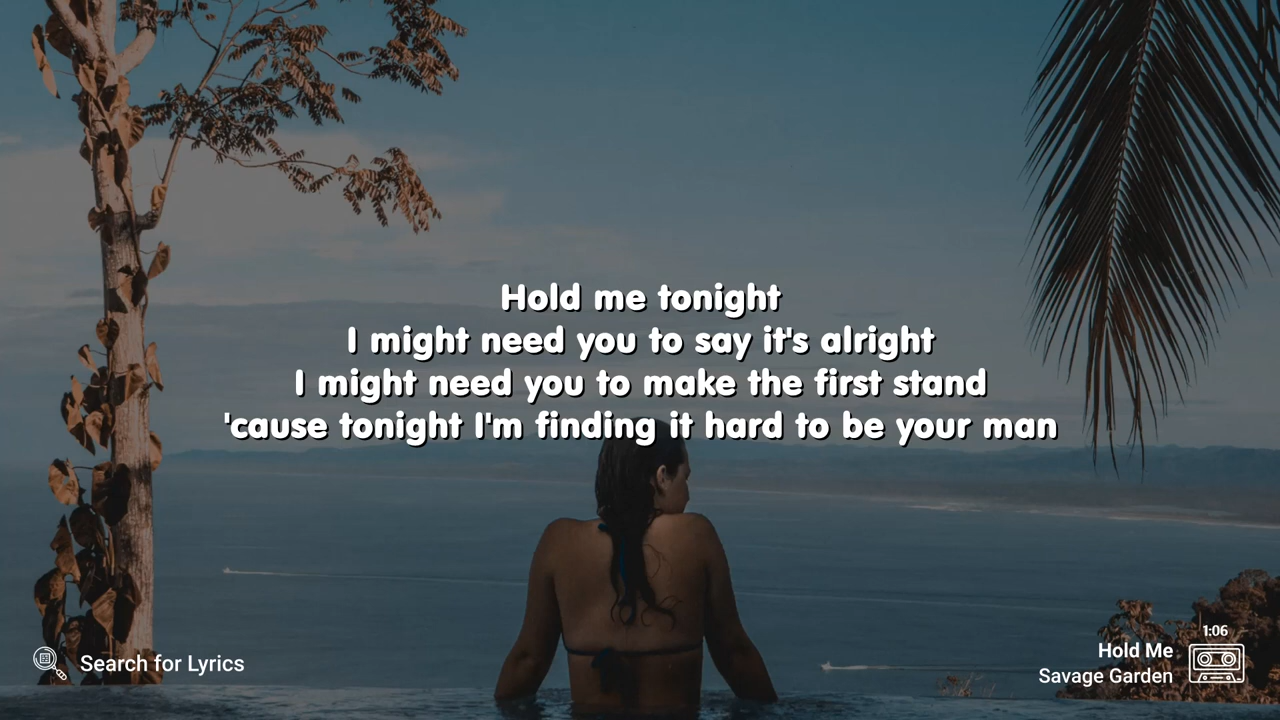 Hold me tonight
I might need you to say it's alright
I might need you to make the first stand
'cause tonight I'm finding it hard to be your man
Search for Lyrics
1:06
Hold Me
Savage Garden